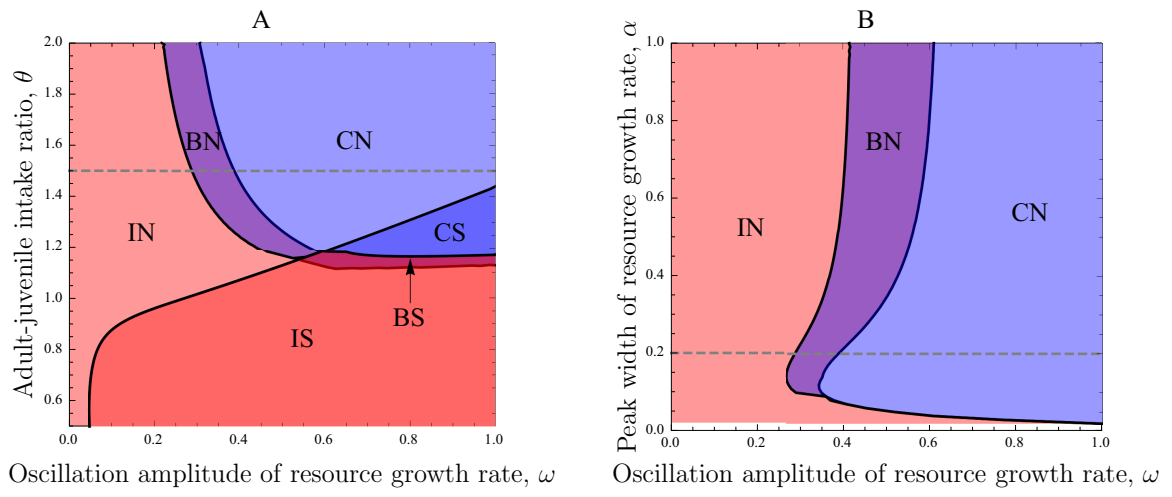 A
Adult-juvenile intake ratio, θ
2.0
1.8
1.6
1.4
1.2
1.0
0.8
0.6
BN
CN
IN
CS
BS
IS
0.0 0.2 0.4 0.6 0.8 1.0
Oscillation amplitude of resource growth rate, ω
B
Peak width of resource growth rate, α
1.0
0.8
0.6
0.4
0.2
0.0
BN
CN
IN
0.0 0.2 0.4 0.6 0.8 1.0
Oscillation amplitude of resource growth rate, ω